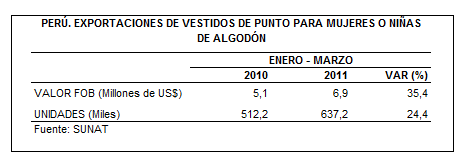 PERÚ. EXPORTACIONES DE VESTIDOS DE PUNTO PARA MUJERES O NIÑAS
DE ALGODÓN
ENERO - MARZO
2010 2011 VAR (%)
VALOR FOB (Millones de US$) 5,1 6,9 35,4
UNIDADES (Miles) 512,2 637,2 24,4
Fuente: SUNAT